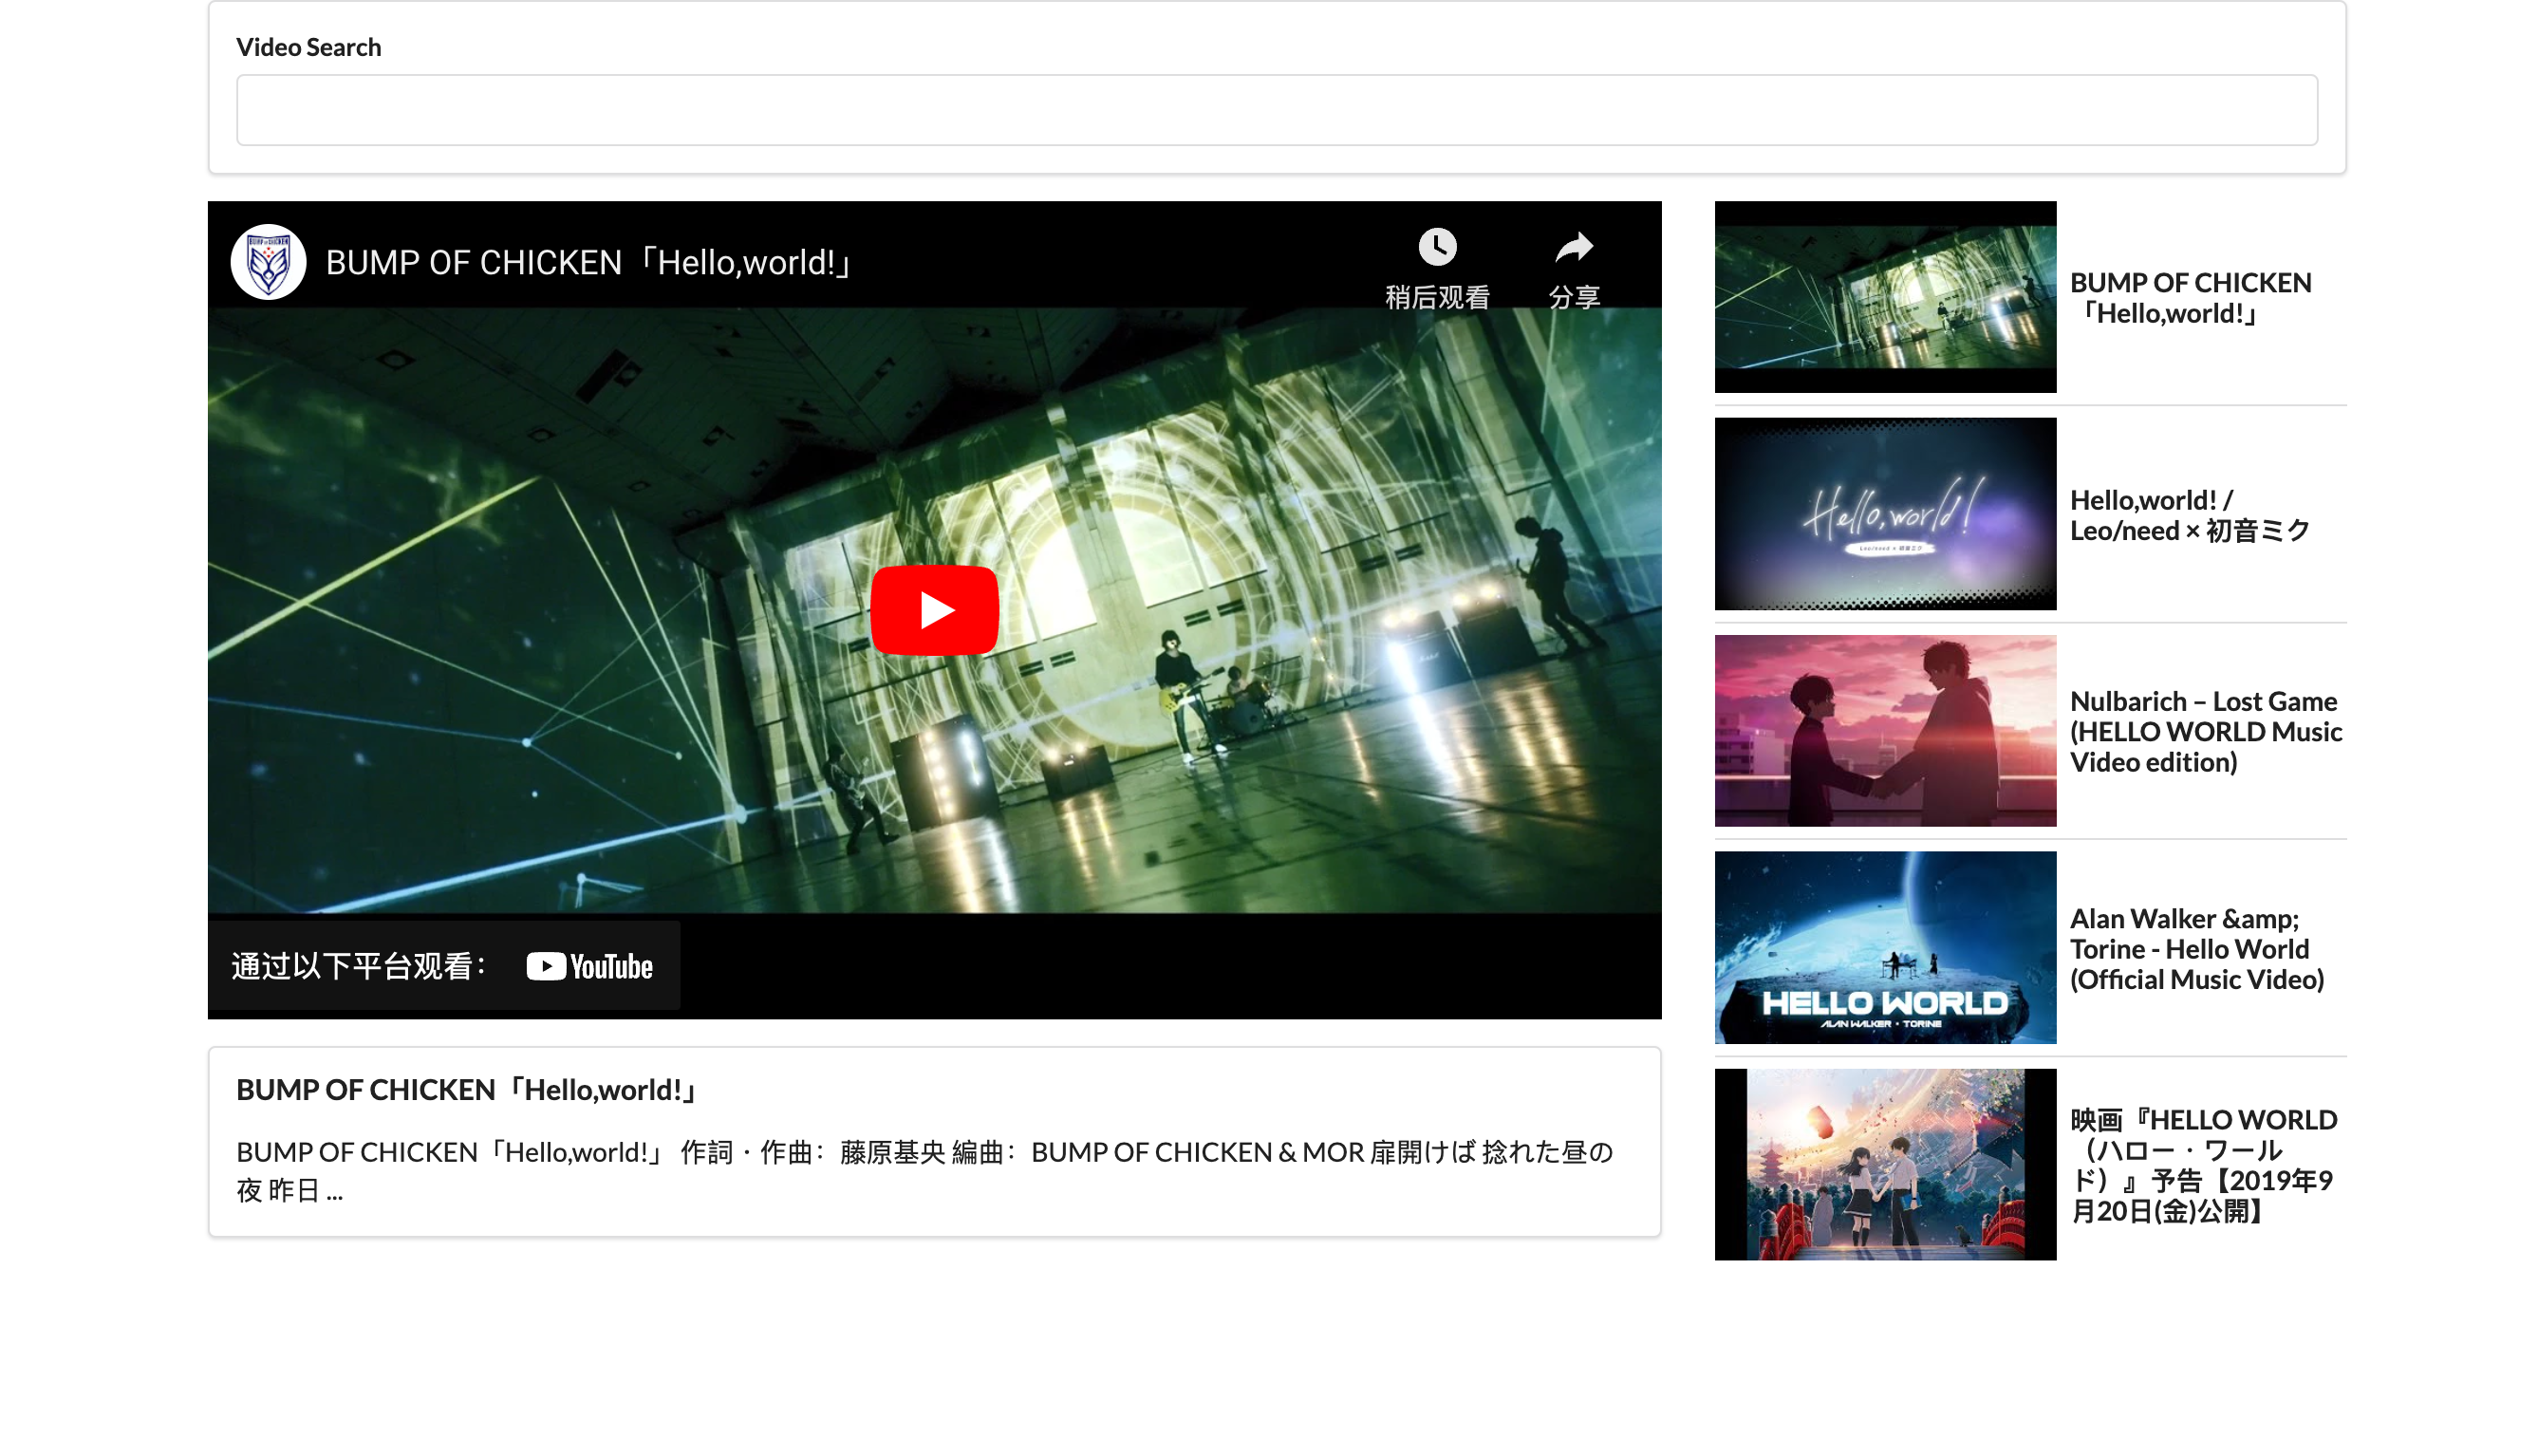 Video Search
BUMP OF CHICKEN「Hello,world!」
稍后观看
分享
通过以下平台观看：
YouTube
BUMP OF CHICKEN「Hello,world!」
BUMP OF CHICKEN「Hello,world!」 作詞・作曲：藤原基央 編曲：BUMP OF CHICKEN & MOR 扉開けば 捻れた昼の
夜 昨日 ...
BUMP OF CHICKEN
「Hello,world!」
Hello,world!
Leo/need × 初音ミク
Hello,world! /
Leo/need × 初音ミク
Nulbarich – Lost Game
(HELLO WORLD Music
Video edition)
HELLO WORLD
ALAN WALKER • TORINE
Alan Walker &amp;
Torine - Hello World
(Official Music Video)
映画『HELLO WORLD
（ハロー・ワール
ド）』予告【2019年9
月20日(金)公開】